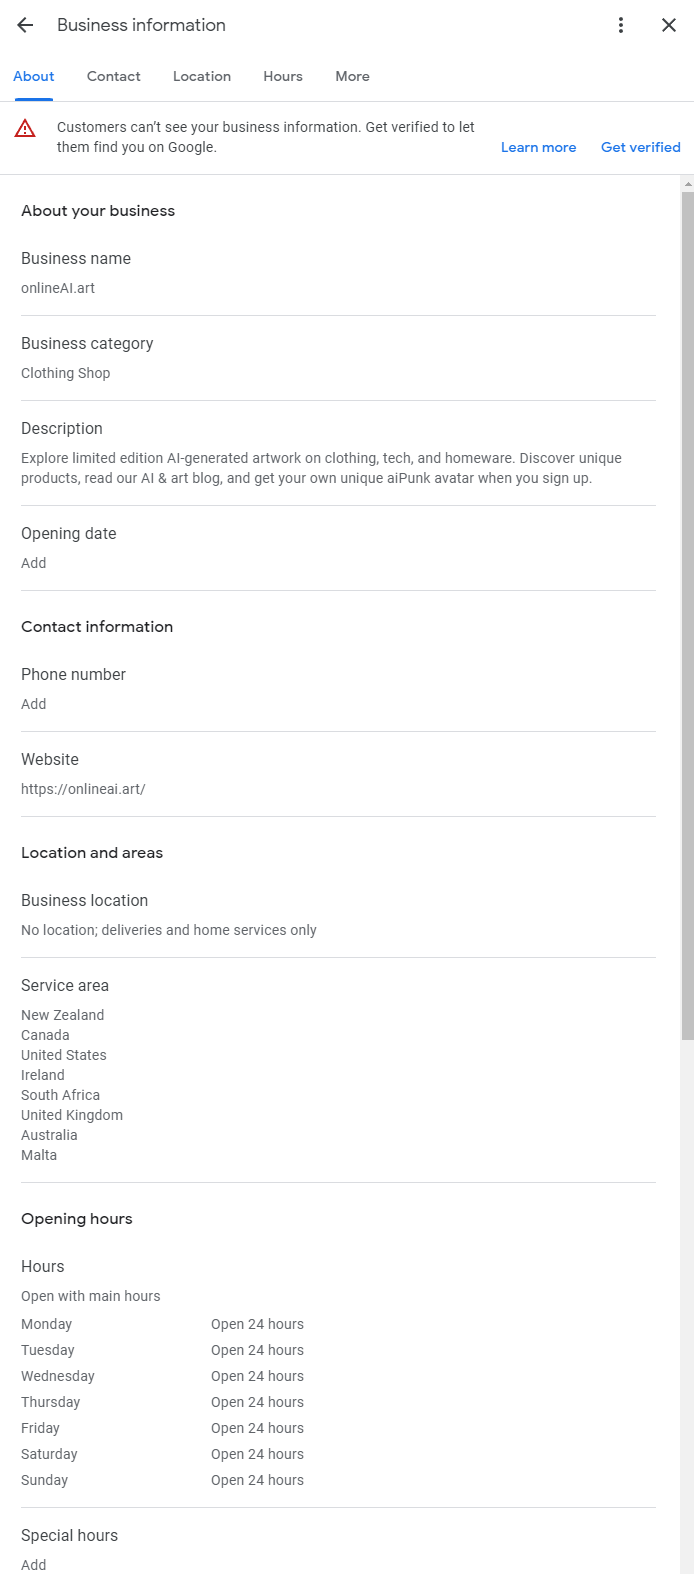 Business information
About Contact Location Hours More
Customers can't see your business information. Get verified to let
them find you on Google.
Learn more Get verified
About your business
Business name
onlineAI.art
Business category
Clothing Shop
Description
Explore limited edition AI-generated artwork on clothing, tech, and homeware. Discover unique
products, read our AI & art blog, and get your own unique aiPunk avatar when you sign up.
Opening date
Add
Contact information
Phone number
Add
Website
https://onlineai.art/
Location and areas
Business location
No location; deliveries and home services only
Service area
New Zealand
Canada
United States
Ireland
South Africa
United Kingdom
Australia
Malta
Opening hours
Hours
Open with main hours
Monday Open 24 hours
Tuesday Open 24 hours
Wednesday Open 24 hours
Thursday Open 24 hours
Friday Open 24 hours
Saturday Open 24 hours
Sunday Open 24 hours
Special hours
Add